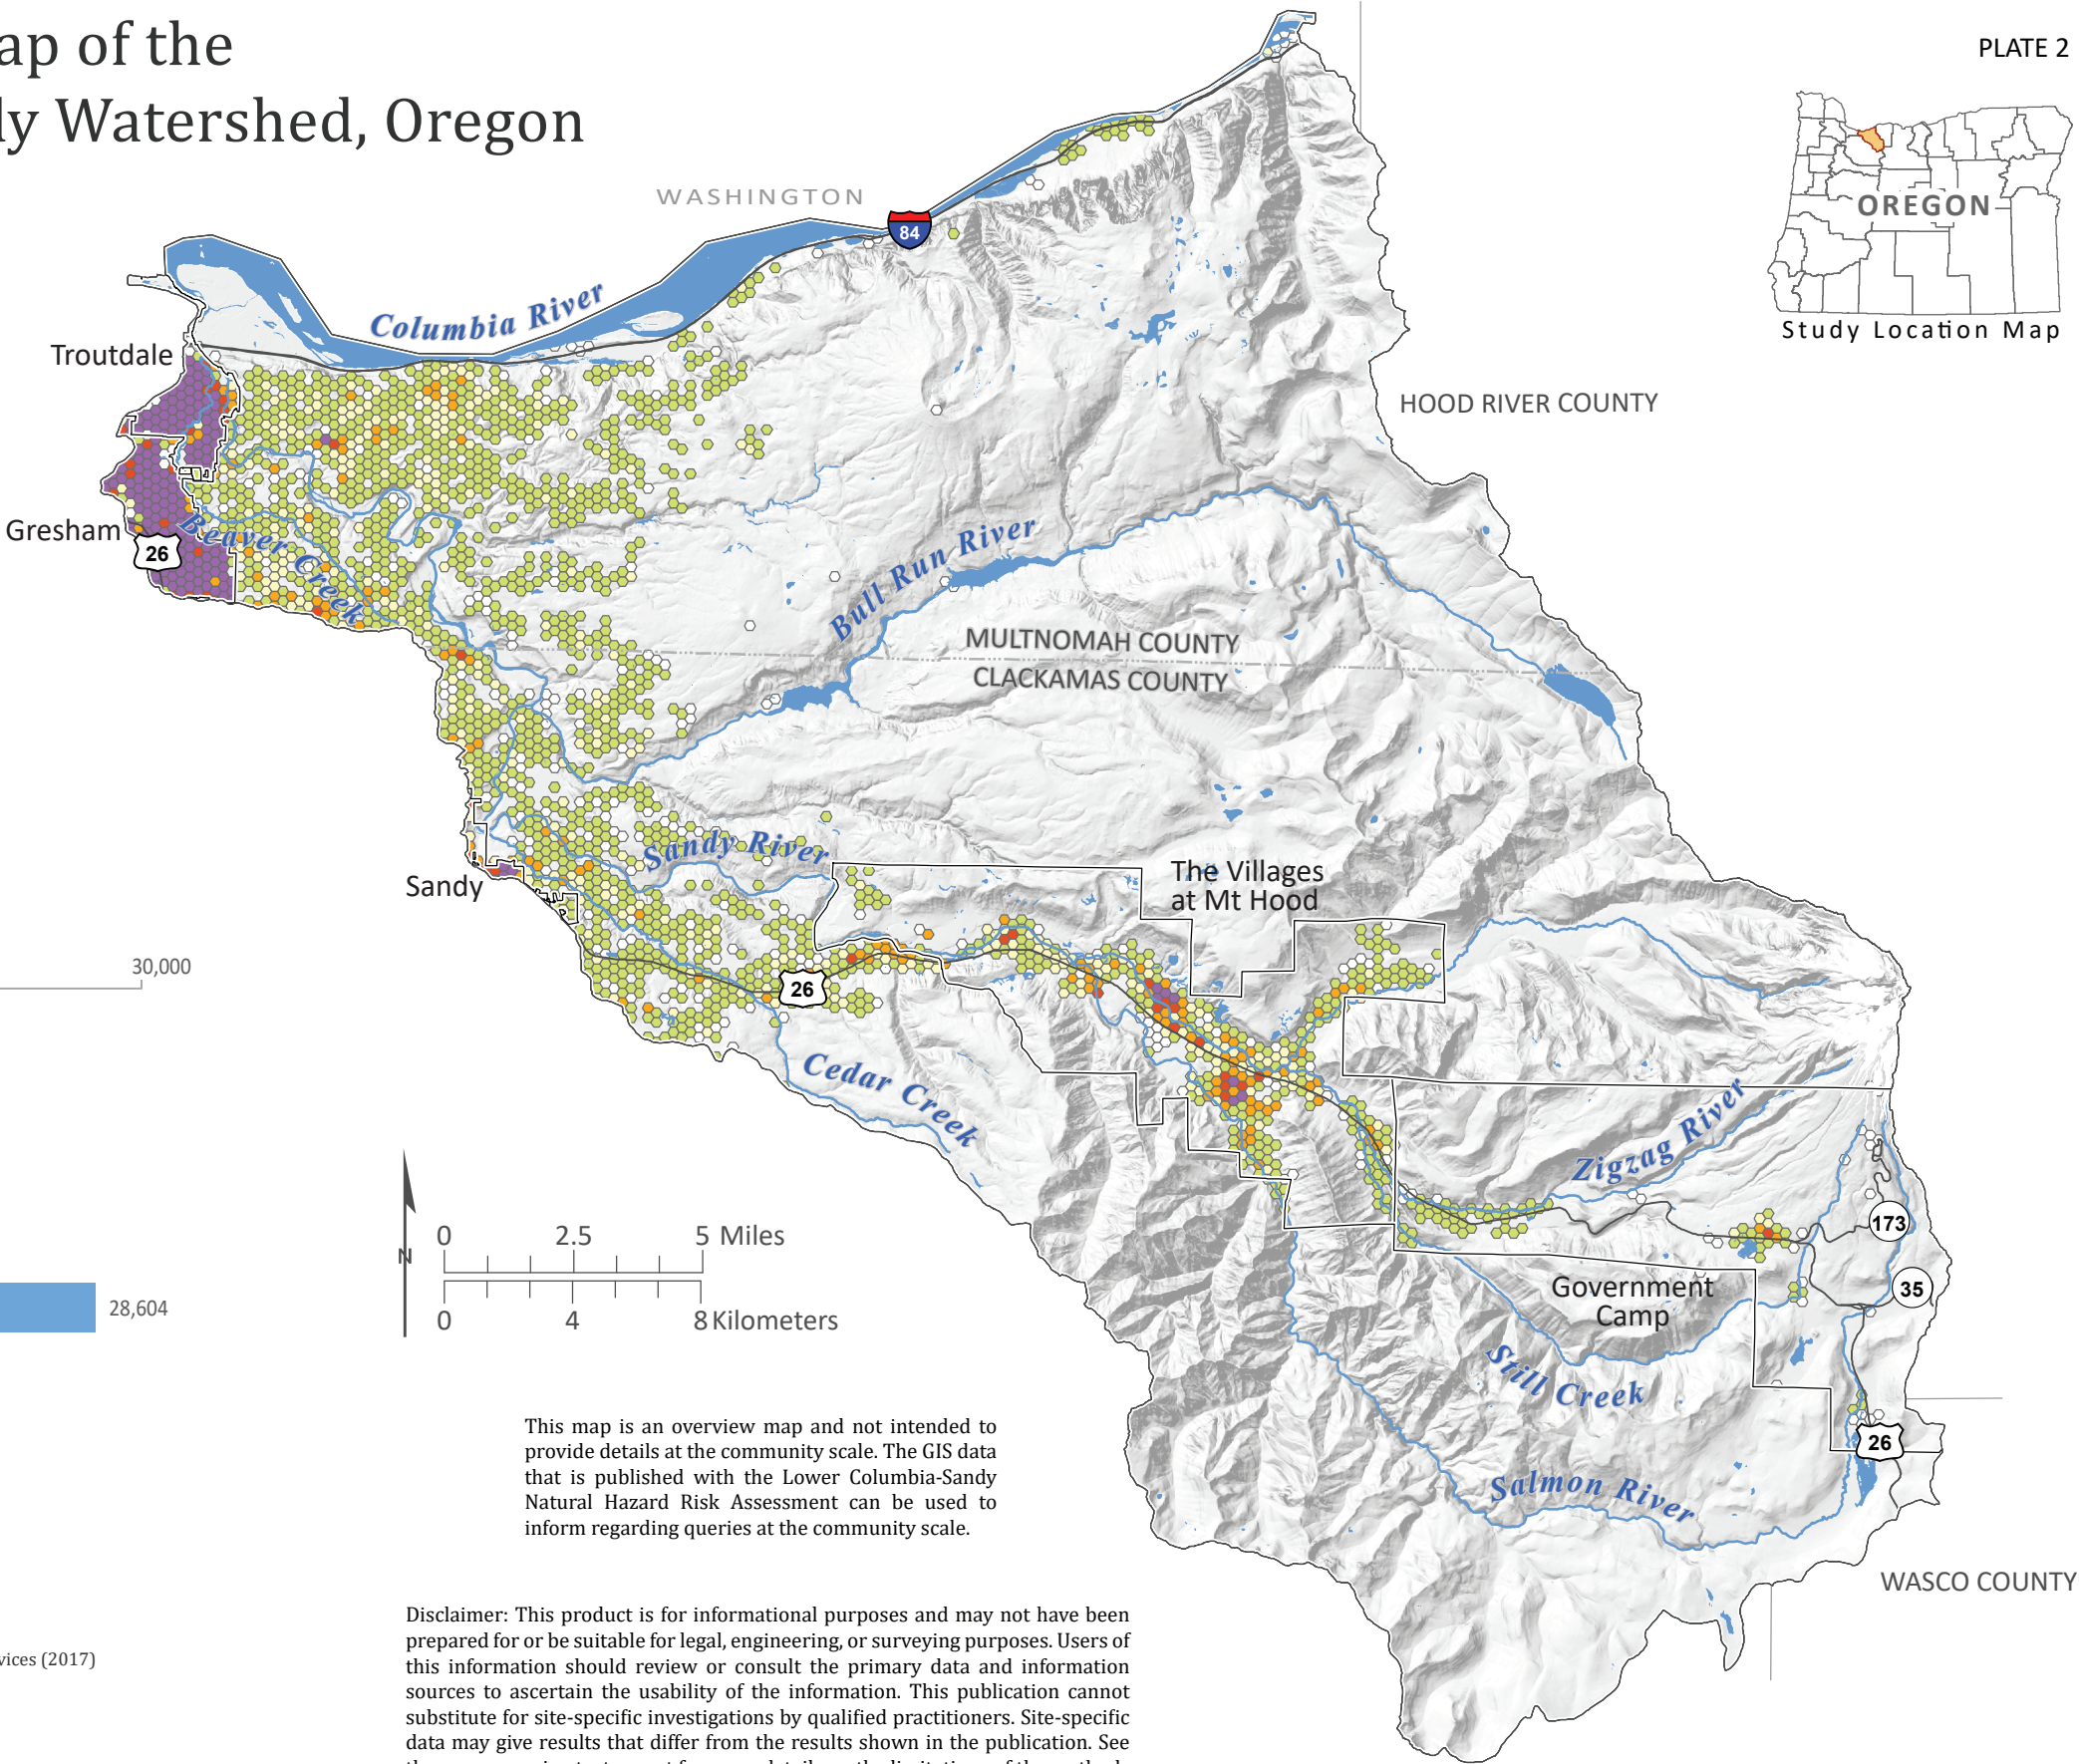 ap of the
ly Watershed, Oregon
PLATE 2
OREGON
Study Location Map
WASHINGTON
84
Columbia River
Troutdale
HOOD RIVER COUNTY
Gresham
26
Beaver Creek
Bull Run River
MULTNOMAH COUNTY
CLACKAMAS COUNTY
Sandy River
The Villages
at Mt Hood
Sandy
30,000
26
Cedar Creek
Zigzag River
N
0 2.5 5 Miles
0 4 8 Kilometers
173
35
Government
Camp
28,604
Still Creek
26
Salmon River
This map is an overview map and not intended to
provide details at the community scale. The GIS data
that is published with the Lower Columbia-Sandy
Natural Hazard Risk Assessment can be used to
inform regarding queries at the community scale.
WASCO COUNTY
vices (2017)
Disclaimer: This product is for informational purposes and may not have been
prepared for or be suitable for legal, engineering, or surveying purposes. Users of
this information should review or consult the primary data and information
sources to ascertain the usability of the information. This publication cannot
substitute for site-specific investigations by qualified practitioners. Site-specific
data may give results that differ from the results shown in the publication. See